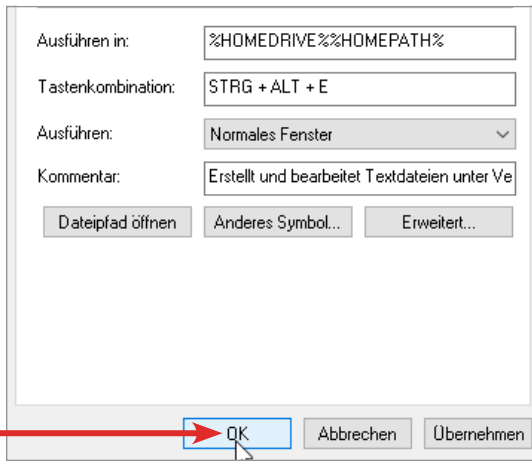 Ausführen in: %HOMEDRIVE%%HOMEPATH%
Tastenkombination: STRG + ALT + E
Ausführen: Normales Fenster
Kommentar: Erstellt und bearbeitet Textdateien unter Ve
Dateipfad öffnen Anderes Symbol... Erweitert...
OK Abbrechen Übernehmen